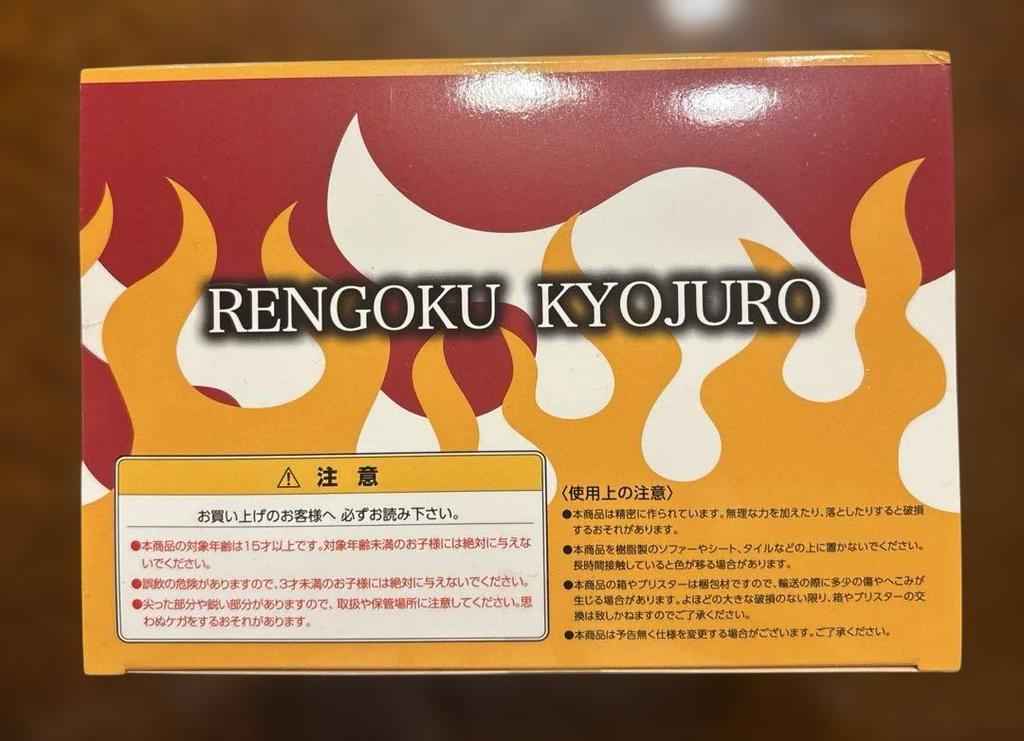 RENGOKU KYOJURO
⚠ 注 意
お買い上げのお客様へ 必ずお読み下さい。
●本商品の対象年齢は15才以上です。対象年齢未満のお子様には絶対に与えな
いでください。
●誤飲の危険がありますので、3才未満のお子様には絶対に与えないでください。
●尖った部分や鋭い部分がありますので、取扱や保管場所に注意してください。思
わぬケガをするおそれがあります。
〈使用上の注意〉
●本商品は精密に作られています。無理な力を加えたり、落としたりすると破損
するおそれがあります。
●本商品を樹脂製のソファーやシート、タイルなどの上に置かないでください。
長時間接触していると色が移る場合があります。
●本商品の箱やブリスターは梱包材ですので、輸送の際に多少の傷やへこみが
生じる場合があります。よほどの大きな破損のない限り、箱やブリスターの交
換は致しかねますのでご了承ください。
●本商品は予告無く仕様を変更する場合がございます。ご了承ください。